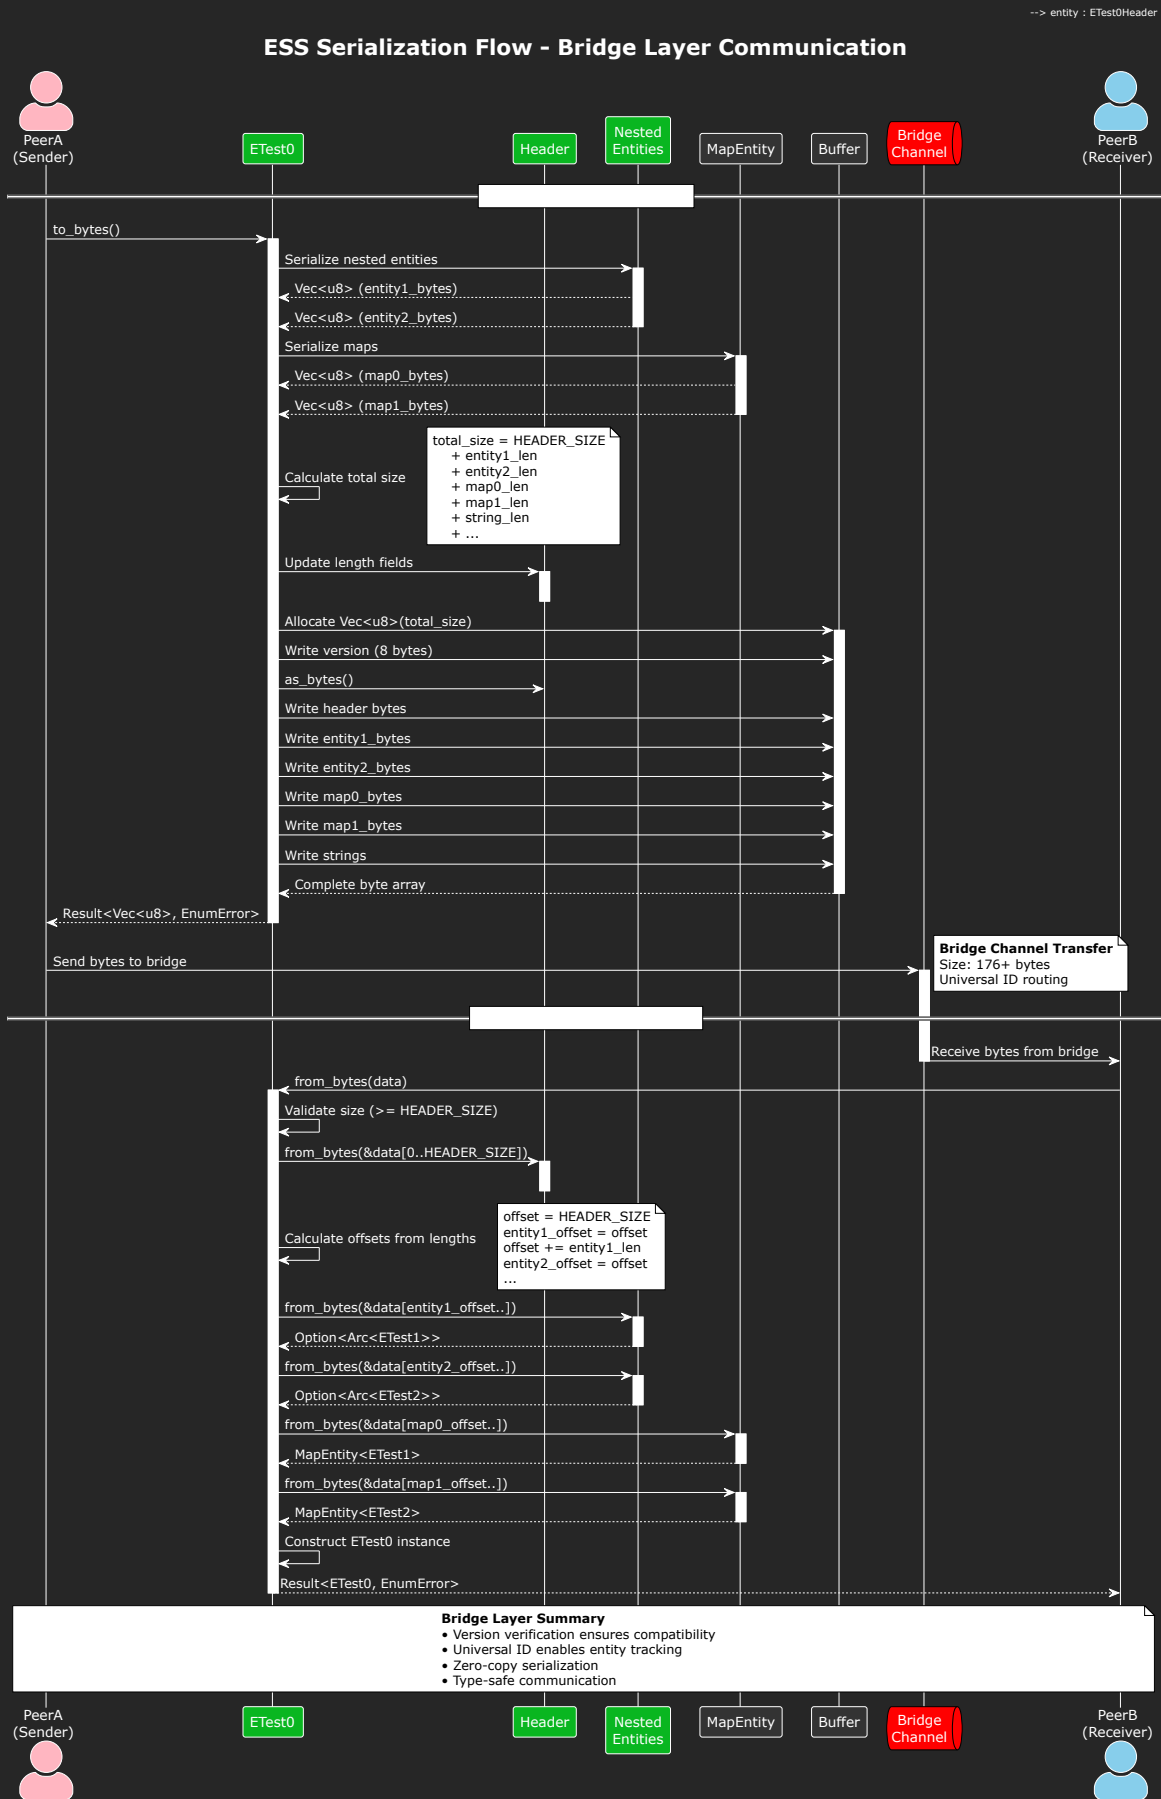 --> entity : ETest0Header
ESS Serialization Flow - Bridge Layer Communication
PeerA
(Sender)
ETest0
Header
Nested
Entities
MapEntity
Buffer
Bridge
Channel
PeerB
(Receiver)
to_bytes()
Serialize nested entities
Vec<u8> (entity1_bytes)
Vec<u8> (entity2_bytes)
Serialize maps
Vec<u8> (map0_bytes)
Vec<u8> (map1_bytes)
Calculate total size
total_size = HEADER_SIZE
+ entity1_len
+ entity2_len
+ map0_len
+ map1_len
+ string_len
+ ...
Update length fields
Allocate Vec<u8>(total_size)
Write version (8 bytes)
as_bytes()
Write header bytes
Write entity1_bytes
Write entity2_bytes
Write map0_bytes
Write map1_bytes
Write strings
Complete byte array
Result<Vec<u8>, EnumError>
Send bytes to bridge
Bridge Channel Transfer
Size: 176+ bytes
Universal ID routing
Receive bytes from bridge
from_bytes(data)
Validate size (>= HEADER_SIZE)
from_bytes(&data[0..HEADER_SIZE])
Calculate offsets from lengths
offset = HEADER_SIZE
entity1_offset = offset
offset += entity1_len
entity2_offset = offset
...
from_bytes(&data[entity1_offset..])
Option<Arc<ETest1>>
from_bytes(&data[entity2_offset..])
Option<Arc<ETest2>>
from_bytes(&data[map0_offset..])
MapEntity<ETest1>
from_bytes(&data[map1_offset..])
MapEntity<ETest2>
Construct ETest0 instance
Result<ETest0, EnumError>
Bridge Layer Summary
• Version verification ensures compatibility
• Universal ID enables entity tracking
• Zero-copy serialization
• Type-safe communication
PeerA
(Sender)
ETest0
Header
Nested
Entities
MapEntity
Buffer
Bridge
Channel
PeerB
(Receiver)